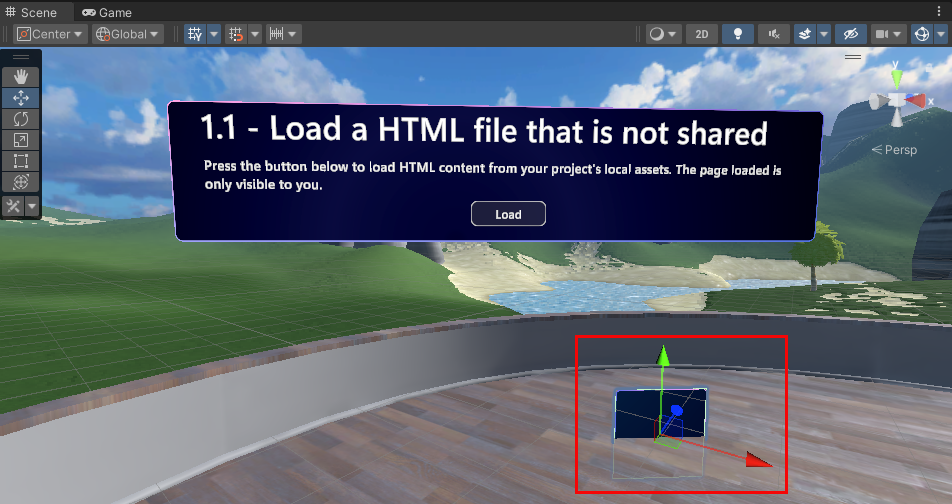 Scene
Game
Center
Global
2D
y
x
Persp
1.1 - Load a HTML file that is not shared
Press the button below to load HTML content from your project's local assets. The page loaded is
only visible to you.
Load